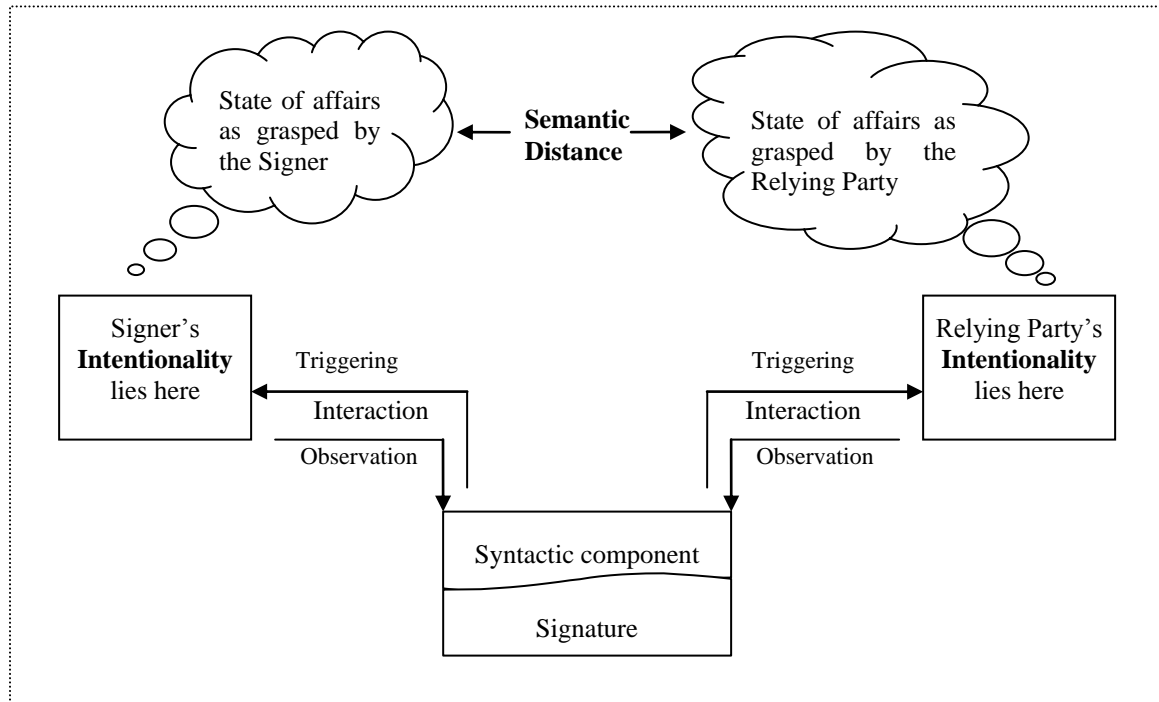 State of affairs
as grasped by
the Signer
Semantic
Distance
State of affairs as
grasped by the
Relying Party
Signer’s
Intentionality
lies here
Triggering
Interaction
Observation
Triggering
Interaction
Observation
Relying Party’s
Intentionality
lies here
Syntactic component
Signature